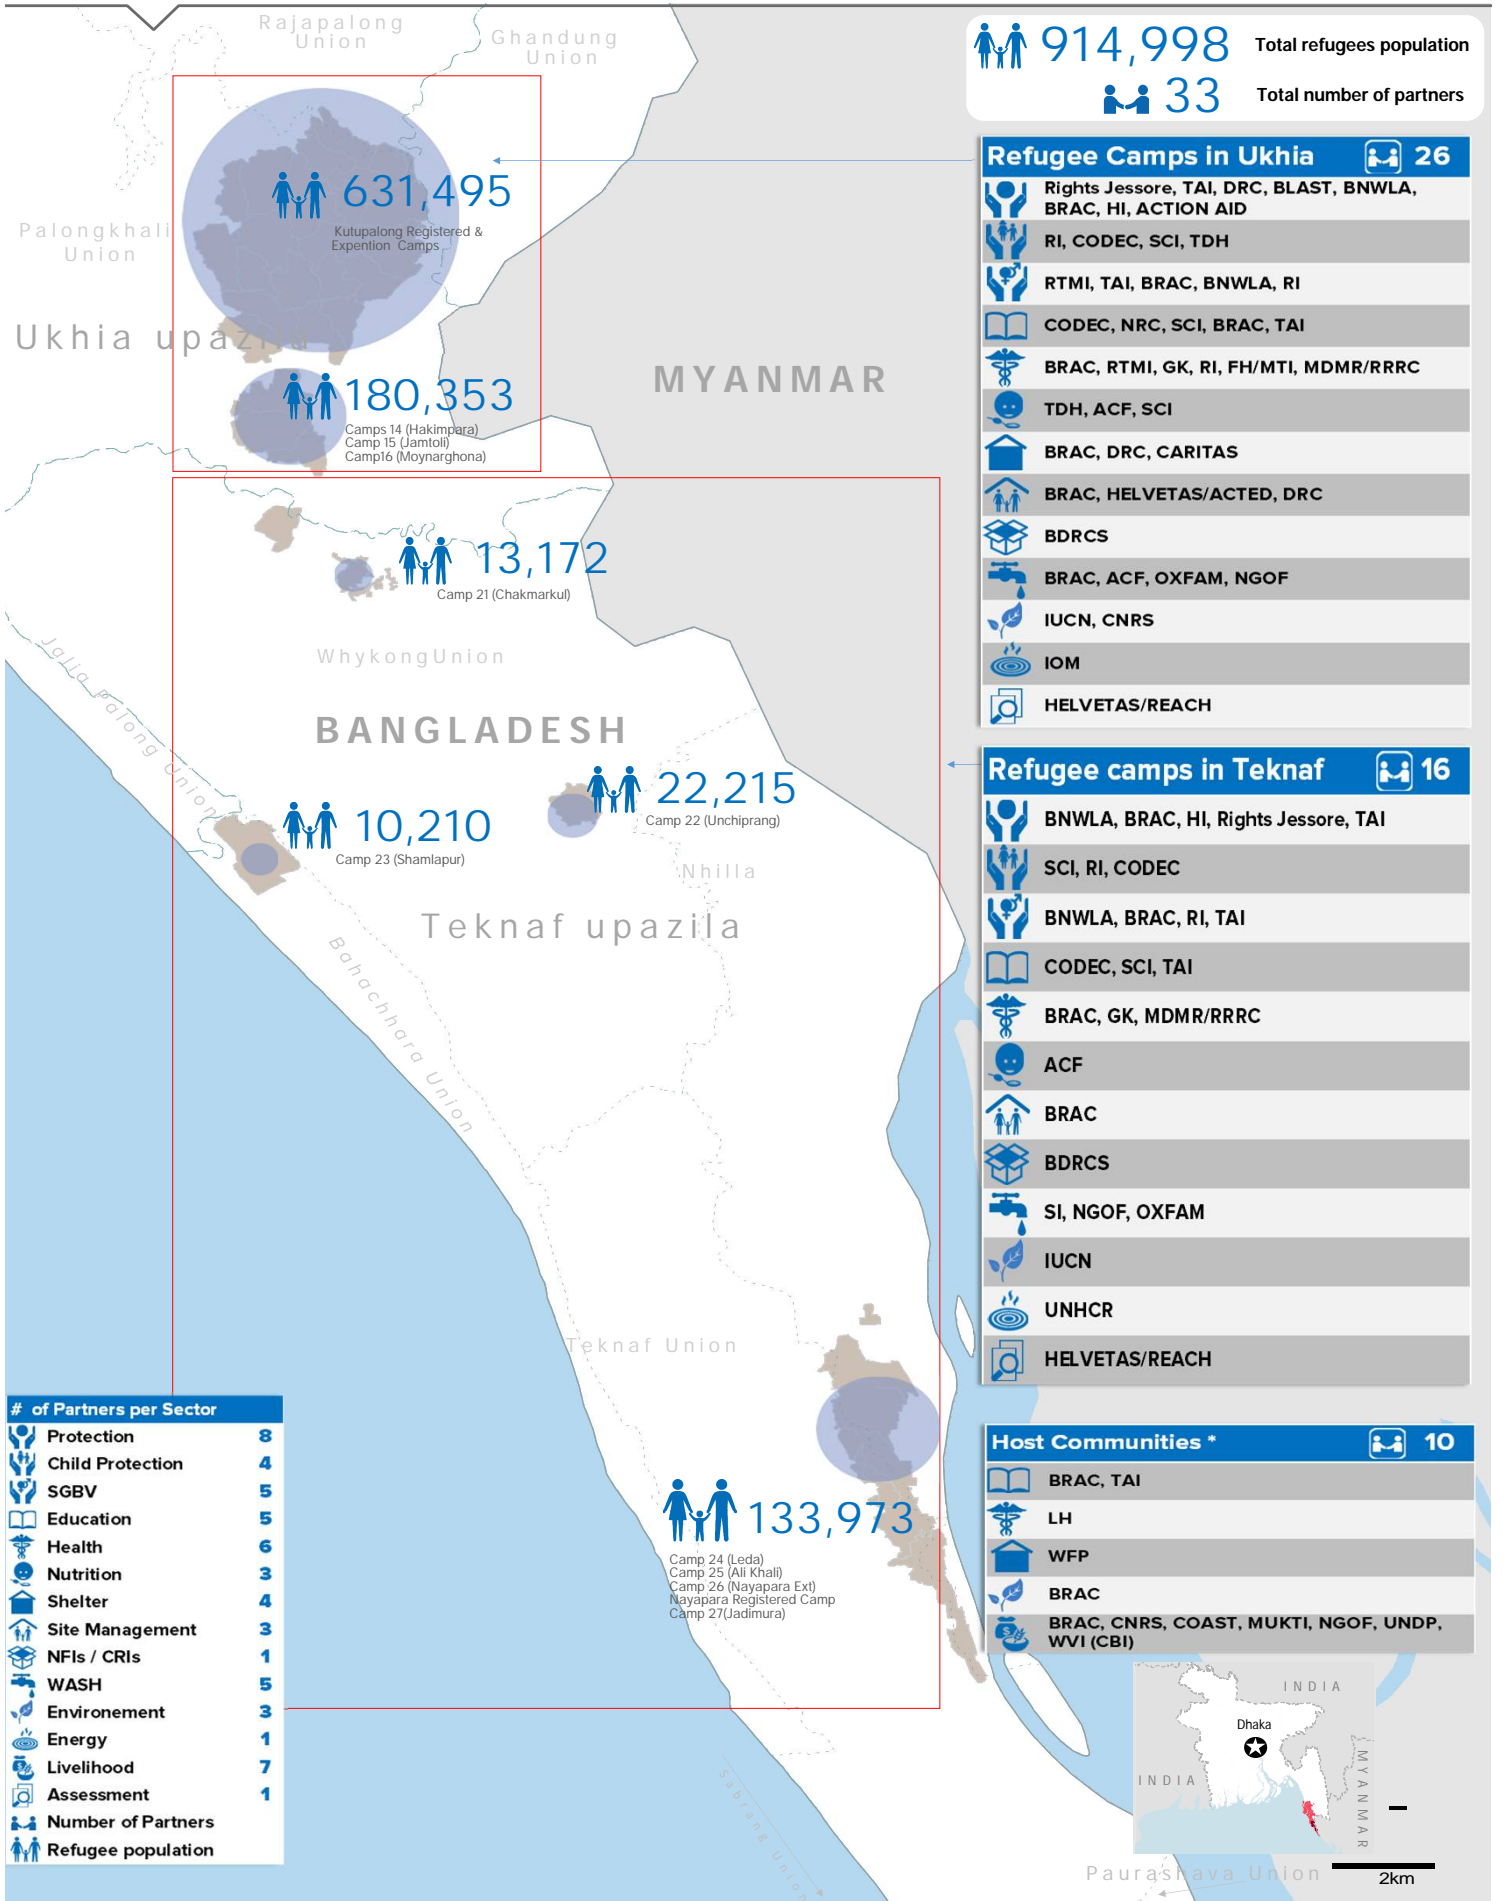 Rajapalong
Union
Ghandung
Union
914,998 Total refugees population
33 Total number of partners
631,495
Kutupalong Registered &
Expention Camps
Palongkhali
Union
Ukhia upazila
180,353
Camps 14 (Hakimpara)
Camp 15 (Jamtoli)
Camp16 (Moynarghona)
MYANMAR
13,172
Camp 21 (Chakmarkul)
WhykongUnion
Jalia Palong Union
BANGLADESH
22,215
Camp 22 (Unchiprang)
10,210
Camp 23 (Shamlapur)
Nhilla
Teknaf upazila
Bahachhara Union
Teknaf Union
133,973
Camp 24 (Leda)
Camp 25 (Ali Khali)
Camp 26 (Nayapara Ext)
Nayapara Registered Camp
Camp 27(Jadimura)
Sabrang Union
Paurashava Union
Refugee Camps in Ukhia 26
Rights Jessore, TAI, DRC, BLAST, BNWLA,
BRAC, HI, ACTION AID
RI, CODEC, SCI, TDH
RTMI, TAI, BRAC, BNWLA, RI
CODEC, NRC, SCI, BRAC, TAI
BRAC, RTMI, GK, RI, FH/MTI, MDMR/RRRC
TDH, ACF, SCI
BRAC, DRC, CARITAS
BRAC, HELVETAS/ACTED, DRC
BDRCS
BRAC, ACF, OXFAM, NGOF
IUCN, CNRS
IOM
HELVETAS/REACH
Refugee camps in Teknaf 16
BNWLA, BRAC, HI, Rights Jessore, TAI
SCI, RI, CODEC
BNWLA, BRAC, RI, TAI
CODEC, SCI, TAI
BRAC, GK, MDMR/RRRC
ACF
BRAC
BDRCS
SI, NGOF, OXFAM
IUCN
UNHCR
HELVETAS/REACH
Host Communities * 10
BRAC, TAI
LH
WFP
BRAC
BRAC, CNRS, COAST, MUKTI, NGOF, UNDP,
WVI (CBI)
# of Partners per Sector
Protection 8
Child Protection 4
SGBV 5
Education 5
Health 6
Nutrition 3
Shelter 4
Site Management 3
NFIs / CRIs 1
WASH 5
Environement 3
Energy 1
Livelihood 7
Assessment 1
Number of Partners
Refugee population
INDIA
Dhaka
INDIA
MYANMAR
2km